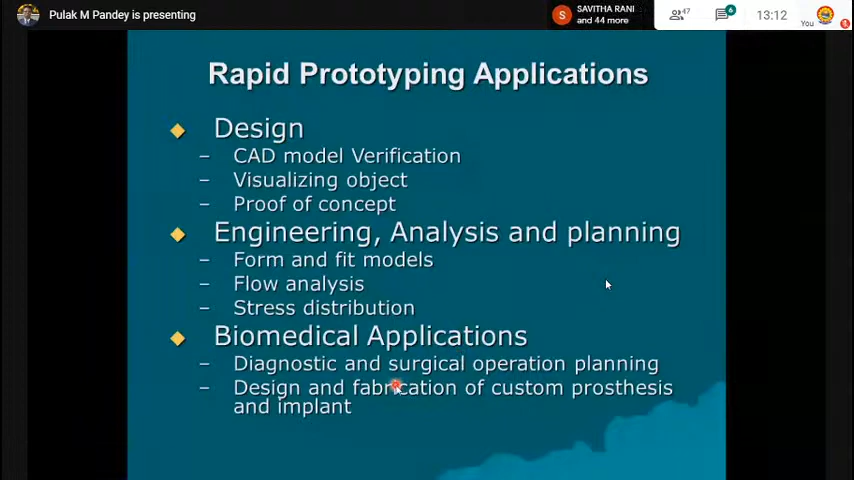 Pulak M Pandey is presenting
S
SAVITHA RANI
and 44 more
47
6
13:12
You
Rapid Prototyping Applications
Design
– CAD model Verification
– Visualizing object
– Proof of concept
Engineering, Analysis and planning
– Form and fit models
– Flow analysis
– Stress distribution
Biomedical Applications
– Diagnostic and surgical operation planning
– Design and fabrication of custom prosthesis
and implant